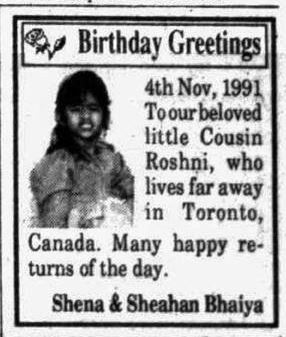 Birthday Greetings
4th Nov, 1991
To our beloved
little Cousin
Roshni, who
lives far away
in Toronto,
Canada. Many happy re-
turns of the day.
Shena & Sheahan Bhaiya